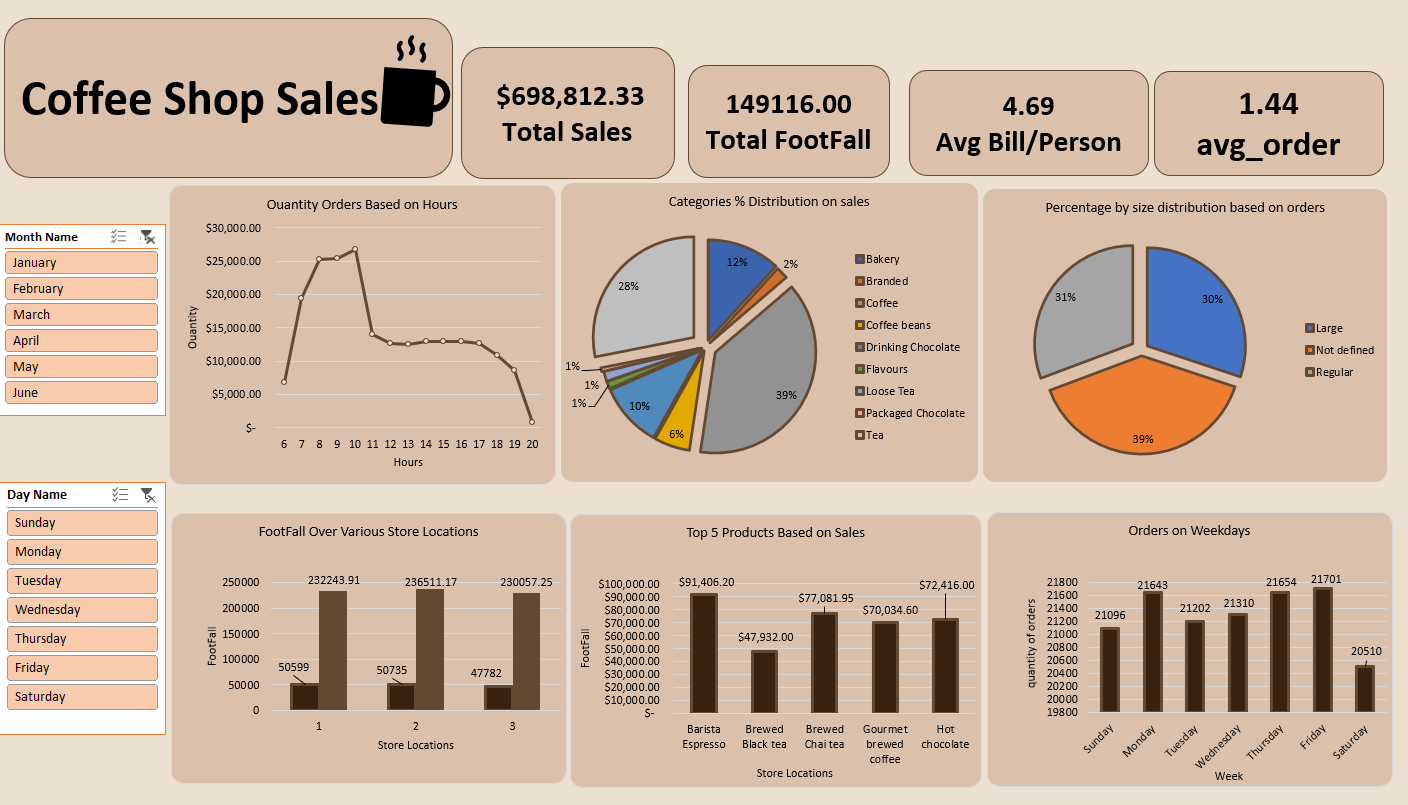 Coffee Shop Sales
$698,812.33
Total Sales
149116.00
Total FootFall
4.69
Avg Bill/Person
1.44
avg_order
Month Name
January
February
March
April
May
June
Day Name
Sunday
Monday
Tuesday
Wednesday
Thursday
Friday
Saturday
Quantity Orders Based on Hours
Quantity
$30,000.00
$25,000.00
$20,000.00
$15,000.00
$10,000.00
$5,000.00
$-
6 7 8 9 10 11 12 13 14 15 16 17 18 19 20
Hours
Categories % Distribution on sales
12%
2%
39%
6%
10%
1%
1%
1%
28%
Bakery
Branded
Coffee
Coffee beans
Drinking Chocolate
Flavours
Loose Tea
Packaged Chocolate
Tea
Percentage by size distribution based on orders
30%
39%
31%
Large
Not defined
Regular
FootFall Over Various Store Locations
FootFall
250000
200000
150000
100000
50000
0
50599
232243.91
50735
236511.17
47782
230057.25
1 2 3
Store Locations
Top 5 Products Based on Sales
FootFall
$100,000.00
$90,000.00
$80,000.00
$70,000.00
$60,000.00
$50,000.00
$40,000.00
$30,000.00
$20,000.00
$10,000.00
$-
$91,406.20
$47,932.00
$77,081.95
$70,034.60
$72,416.00
Barista
Espresso
Brewed
Black tea
Brewed
Chai tea
Gourmet
brewed
coffee
Hot
chocolate
Store Locations
Orders on Weekdays
quantity of orders
21800
21600
21400
21200
21000
20800
20600
20400
20200
20000
19800
21096
21643
21202
21310
21654
21701
20510
Sunday
Monday
Tuesday
Wednesday
Thursday
Friday
Saturday
Week